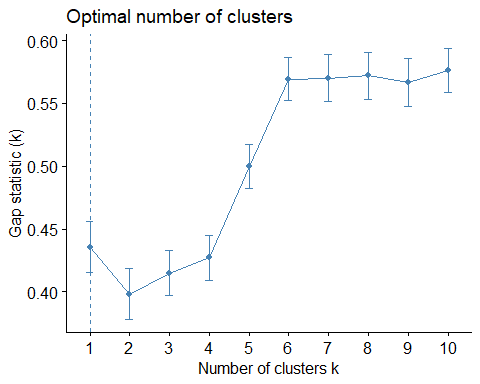 Optimal number of clusters
Gap statistic (k)
0.60
0.55
0.50
0.45
0.40
1 2 3 4 5 6 7 8 9 10
Number of clusters k